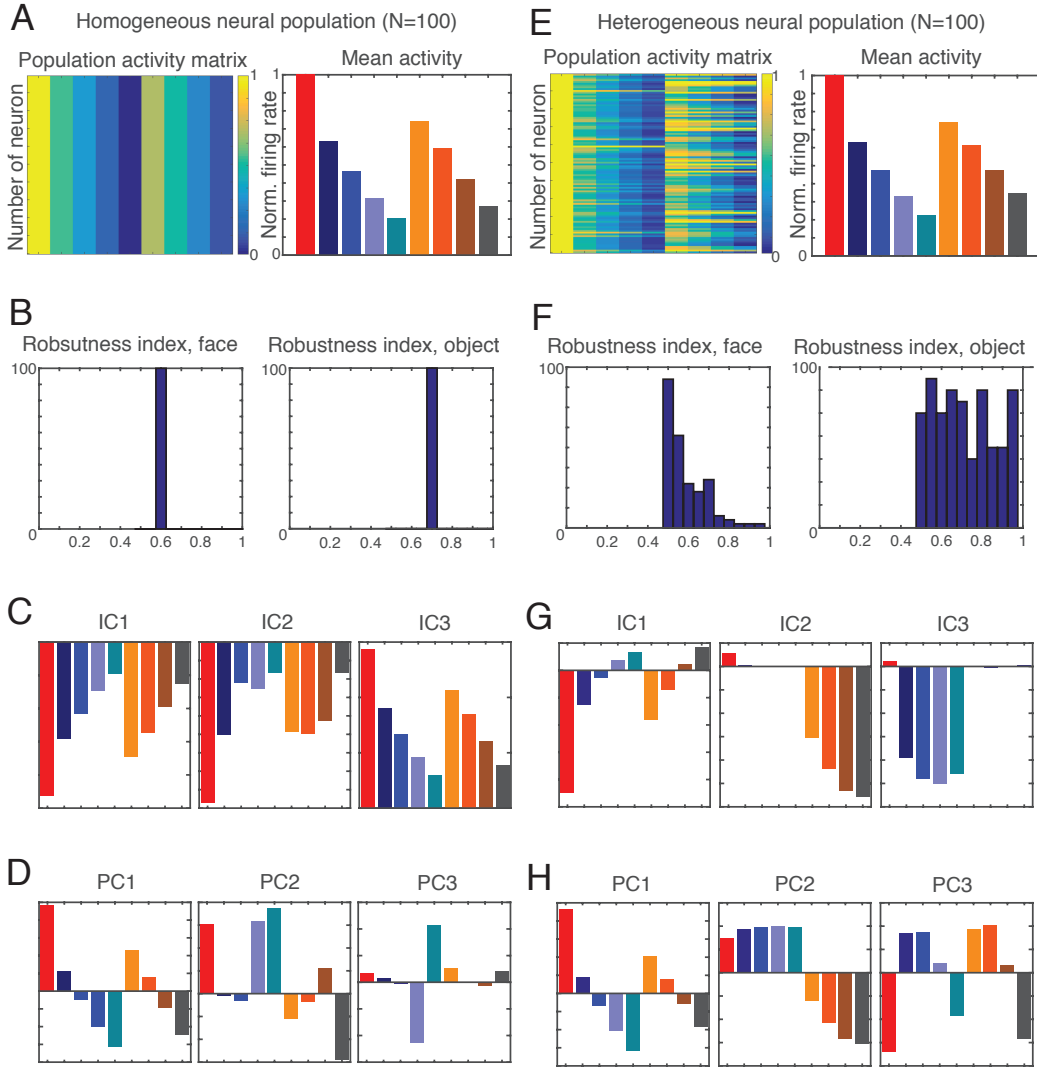 A
Homogeneous neural population (N=100)
Population activity matrix
Mean activity
Number of neuron
1
0
Norm. firing rate
1
0.8
0.6
0.4
0.2
0
B
Robsutness index, face
Robustness index, object
100
0
0.2
0.4
0.6
0.8
1
100
0
0.2
0.4
0.6
0.8
1
C
IC1
IC2
IC3
D
PC1
PC2
PC3
E
Heterogeneous neural population (N=100)
Population activity matrix
Mean activity
Number of neuron
1
0
Norm. firing rate
1
0.8
0.6
0.4
0.2
0
F
Robustness index, face
Robustness index, object
100
0
0.2
0.4
0.6
0.8
1
100
0
0.2
0.4
0.6
0.8
1
G
IC1
IC2
IC3
H
PC1
PC2
PC3